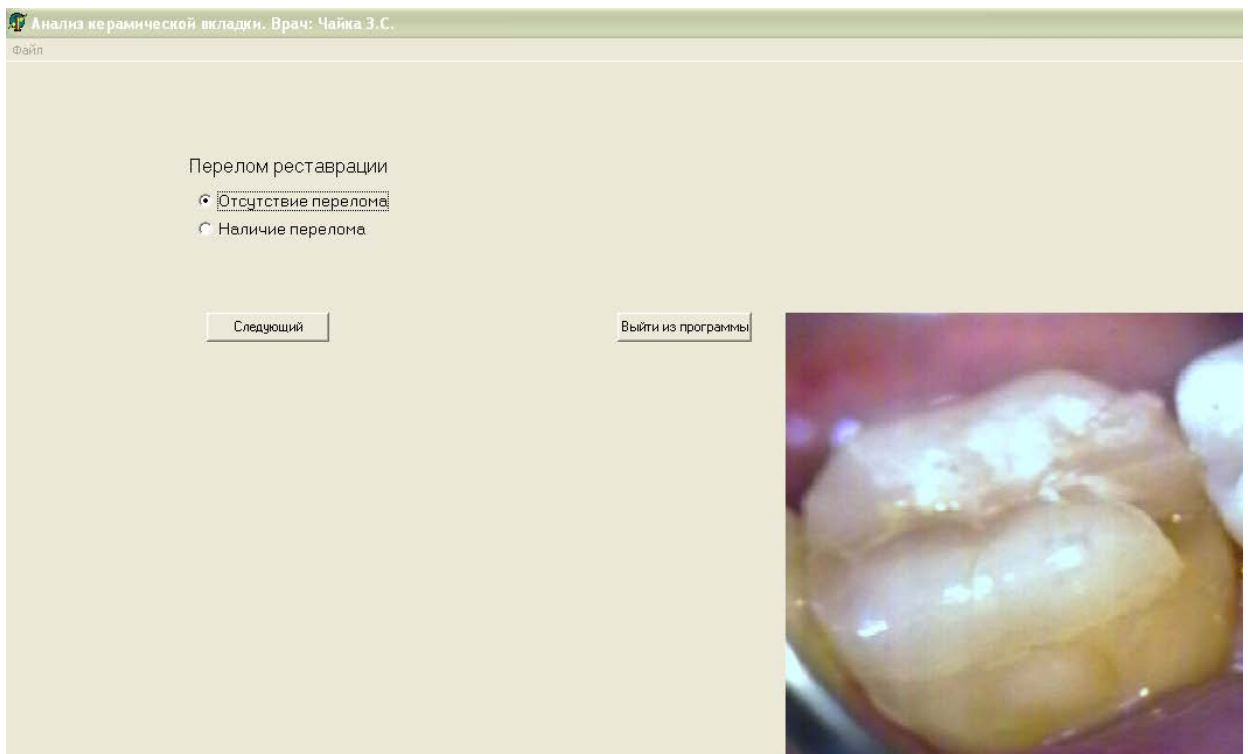 Анализ керамической вкладки. Врач: Чайка З.С.
Файл
Перелом реставрации
Отсутствие перелома
Наличие перелома
Следующий
Выйти из программы